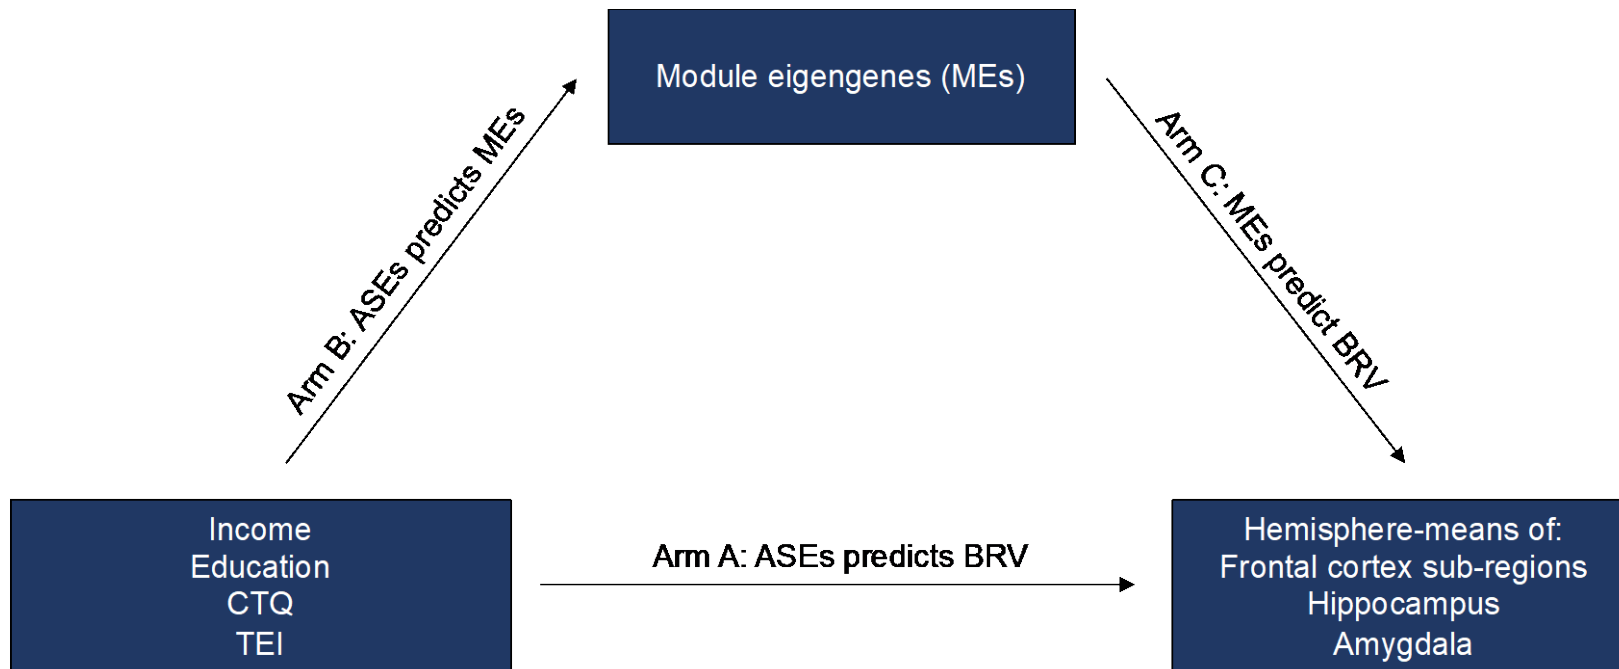 Module eigengenes (MEs)
Arm B: ASEs predicts MEs
Arm C: MEs predict BRV
Income
Education
CTQ
TEI
Arm A: ASEs predicts BRV
Hemisphere-means of:
Frontal cortex sub-regions
Hippocampus
Amygdala